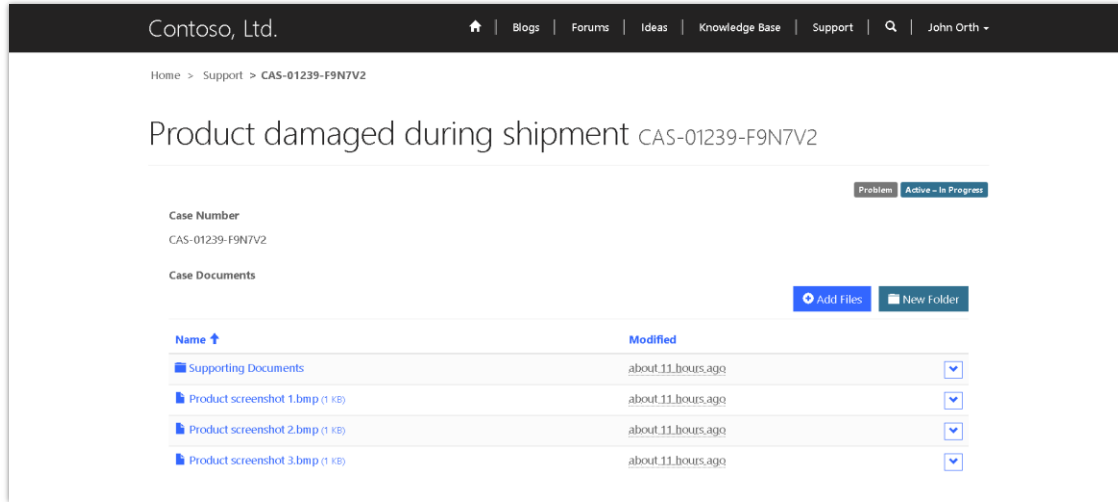 Contoso, Ltd. | Blogs | Forums | Ideas | Knowledge Base | Support | | John Orth
Home > Support > CAS-01239-F9N7V2
Product damaged during shipment CAS-01239-F9N7V2
Problem Active – In Progress
Case Number
CAS-01239-F9N7V2
Case Documents
Add Files New Folder
Name Modified
Supporting Documents about 11 hours ago
Product screenshot 1.bmp (1 KB) about 11 hours ago
Product screenshot 2.bmp (1 KB) about 11 hours ago
Product screenshot 3.bmp (1 KB) about 11 hours ago